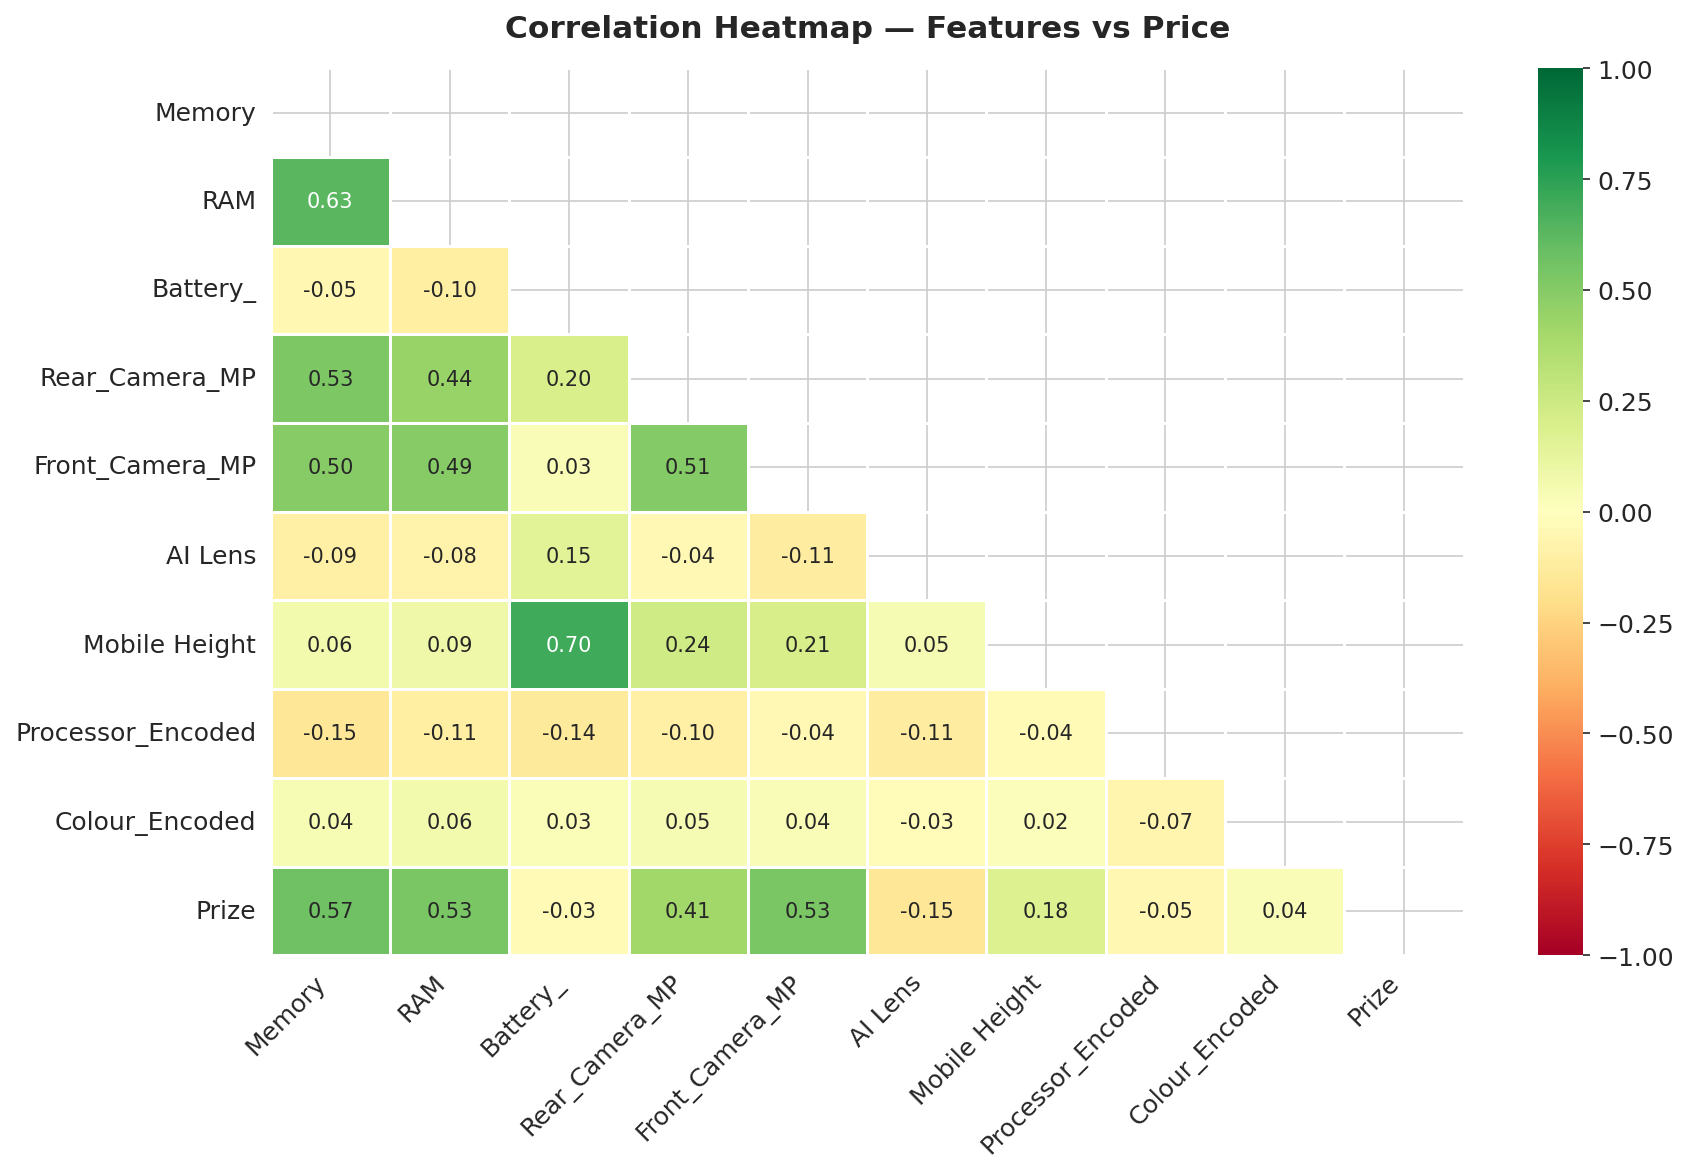 Correlation Heatmap — Features vs Price
Memory
RAM 0.63
Battery_ -0.05 -0.10
Rear_Camera_MP 0.53 0.44 0.20
Front_Camera_MP 0.50 0.49 0.03 0.51
AI Lens -0.09 -0.08 0.15 -0.04 -0.11
Mobile Height 0.06 0.09 0.70 0.24 0.21 0.05
Processor_Encoded -0.15 -0.11 -0.14 -0.10 -0.04 -0.11 -0.04
Colour_Encoded 0.04 0.06 0.03 0.05 0.04 -0.03 0.02 -0.07
Prize 0.57 0.53 -0.03 0.41 0.53 -0.15 0.18 -0.05 0.04
Memory RAM Battery_ Rear_Camera_MP Front_Camera_MP AI Lens Mobile Height Processor_Encoded Colour_Encoded Prize
1.00
0.75
0.50
0.25
0.00
−0.25
−0.50
−0.75
−1.00